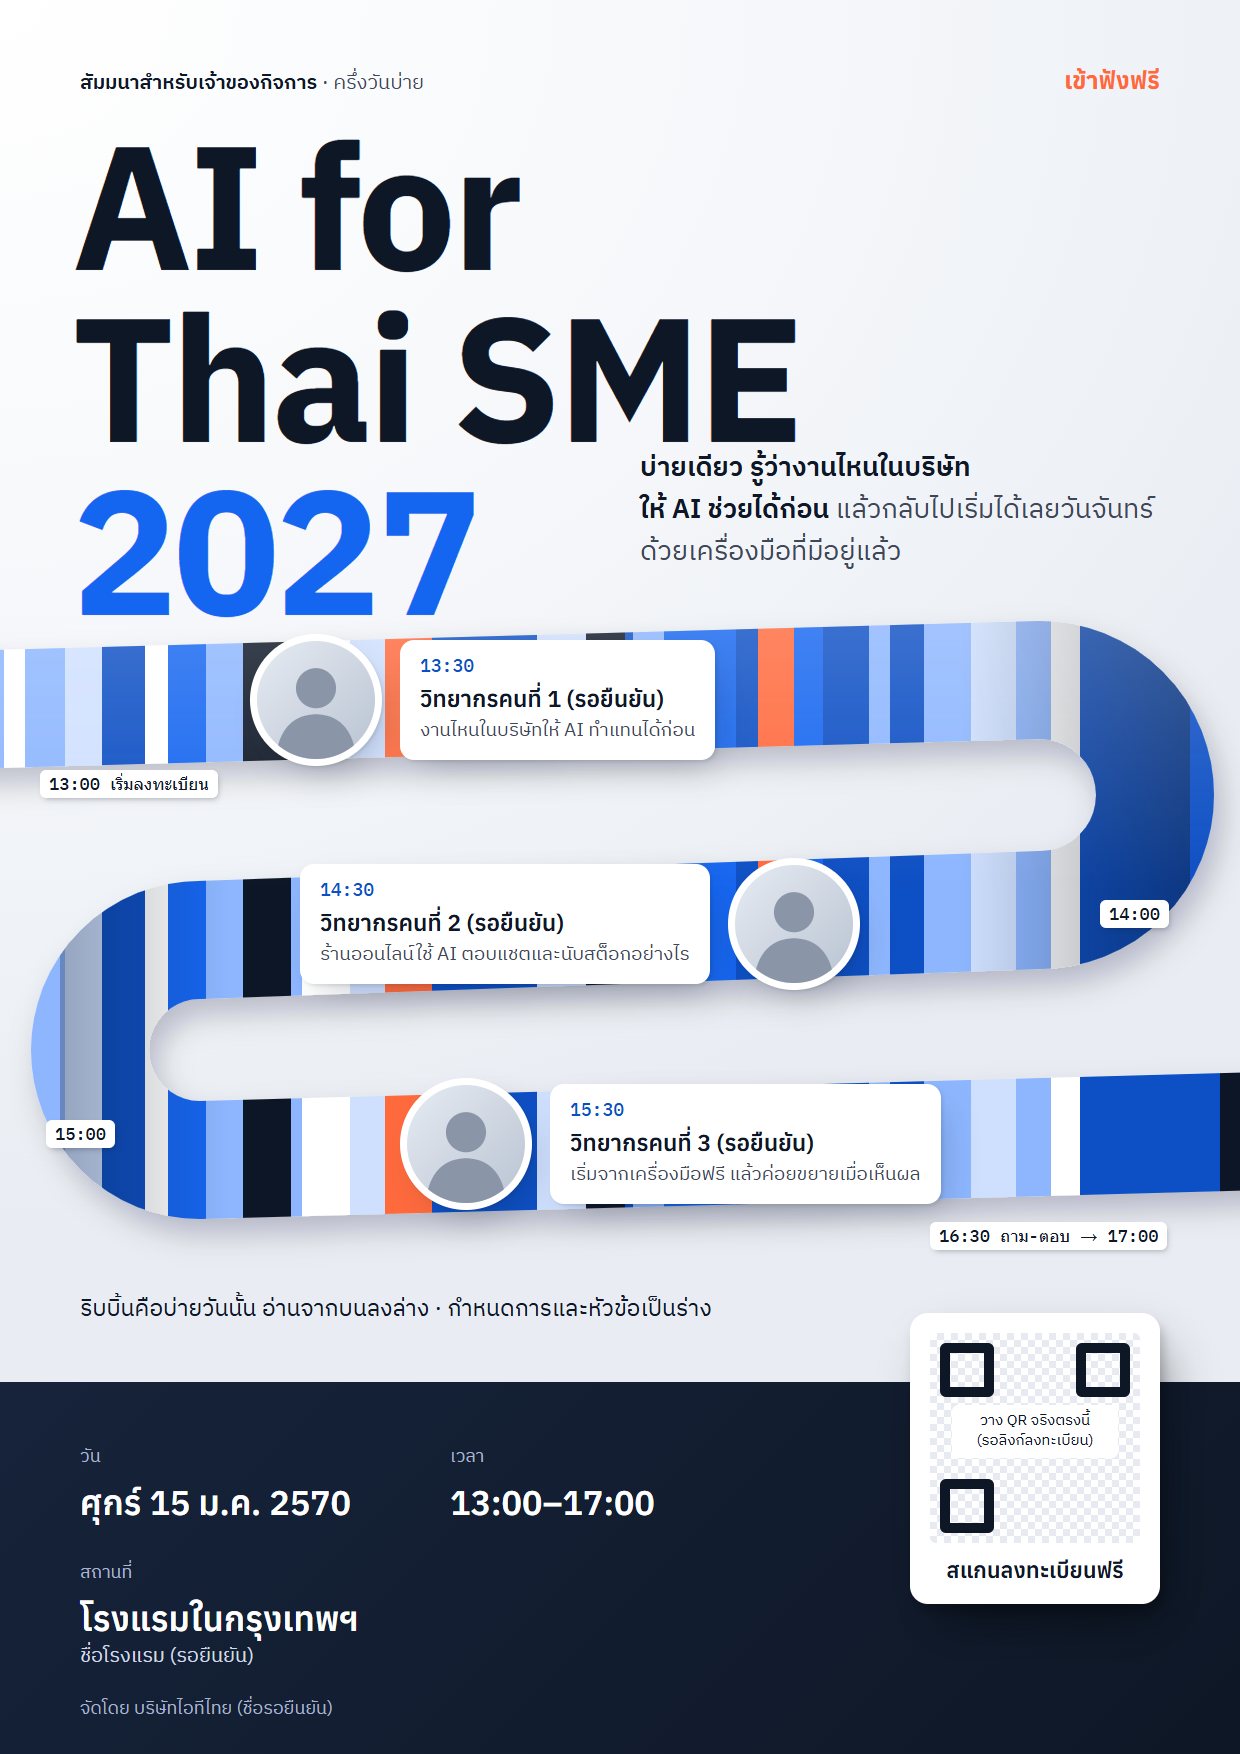 สัมมนาสำหรับเจ้าของกิจการ · ครึ่งวันบ่าย
เข้าฟังฟรี
AI for
Thai SME
2027
บ่ายเดียว รู้ว่างานไหนในบริษัท
ให้ AI ช่วยได้ก่อน แล้วกลับไปเริ่มได้เลยวันจันทร์
ด้วยเครื่องมือที่มีอยู่แล้ว
13:30
วิทยากรคนที่ 1 (รอยืนยัน)
งานไหนในบริษัทให้ AI ทำแทนได้ก่อน
13:00 เริ่มลงทะเบียน
14:30
วิทยากรคนที่ 2 (รอยืนยัน)
ร้านออนไลน์ใช้ AI ตอบแชตและนับสต็อกอย่างไร
14:00
15:30
วิทยากรคนที่ 3 (รอยืนยัน)
เริ่มจากเครื่องมือฟรี แล้วค่อยขยายเมื่อเห็นผล
15:00
16:30 ถาม-ตอบ → 17:00
ริบบิ้นคือบ่ายวันนั้น อ่านจากบนลงล่าง · กำหนดการและหัวข้อเป็นร่าง
วาง QR จริงตรงนี้
(รอลิงก์ลงทะเบียน)
สแกนลงทะเบียนฟรี
วัน
ศุกร์ 15 ม.ค. 2570
เวลา
13:00–17:00
สถานที่
โรงแรมในกรุงเทพฯ
ชื่อโรงแรม (รอยืนยัน)
จัดโดย บริษัทไอทีไทย (ชื่อรอยืนยัน)